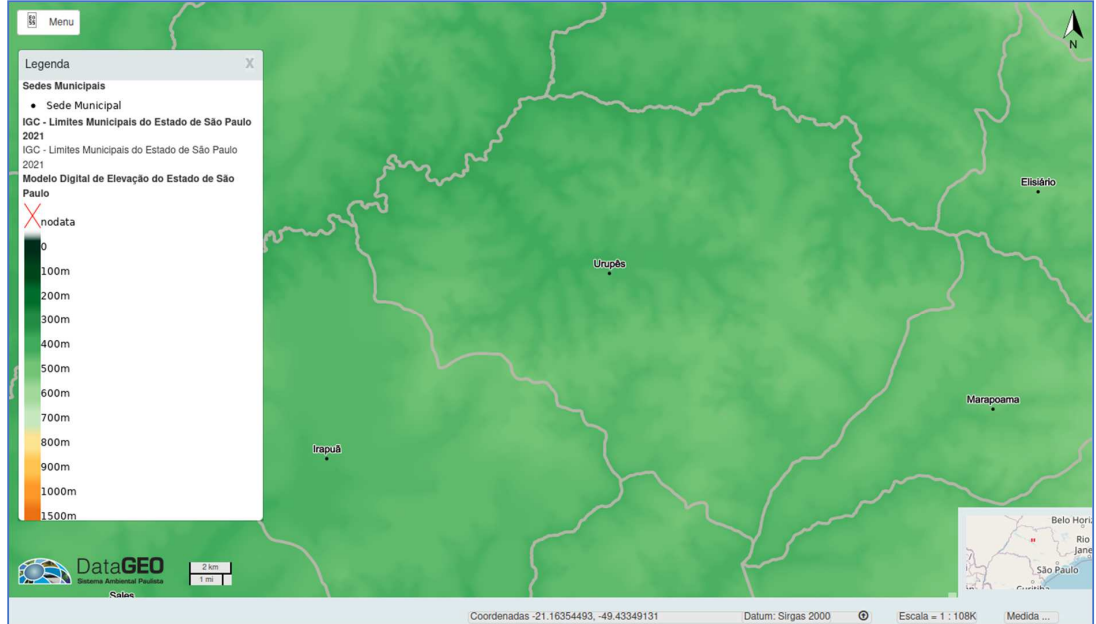 Menu
N
Legenda X
Sedes Municipais
Sede Municipal
IGC - Limites Municipais do Estado de São Paulo
2021
IGC - Limites Municipais do Estado de São Paulo
2021
Modelo Digital de Elevação do Estado de São
Paulo
nodata
0
100m
200m
300m
400m
500m
600m
700m
800m
900m
1000m
1500m
Elisiário
Urupês
Marapoama
Irapuã
Sales
DataGEO
Sistema Ambiental Paulista
2 km
1 mi
Belo Horiz
Rio
Jane
São Paulo
Curitiba
Coordenadas -21.16354493, -49.43349131
Datum: Sirgas 2000
Escala = 1 : 108K
Medida ...